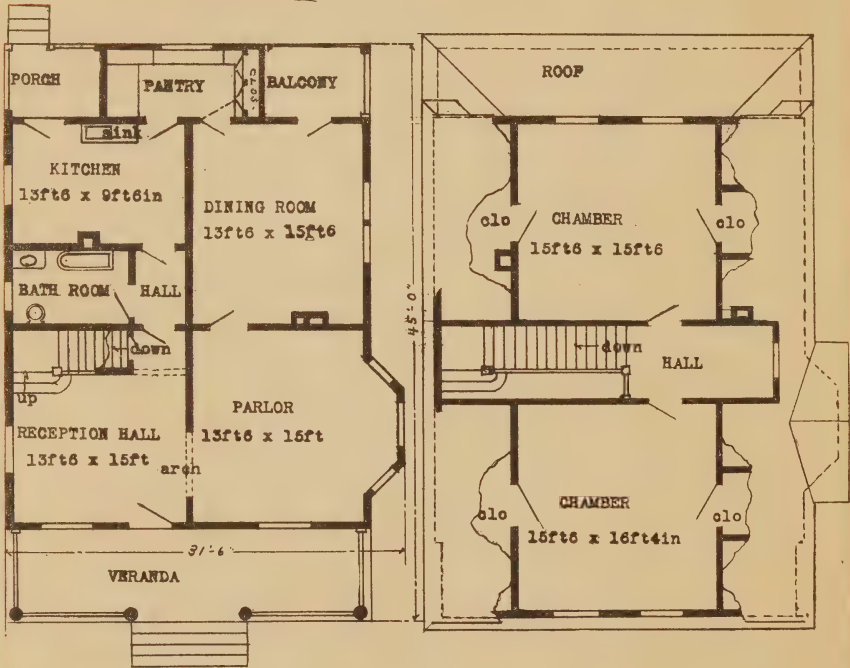 PORCH
PANTRY
CLOS.
BALCONY
sink
KITCHEN
13ft6 x 9ft6in
DINING ROOM
13ft6 x 15ft6
BATH ROOM
HALL
down
up
RECEPTION HALL
13ft6 x 15ft
arch
PARLOR
13ft6 x 15ft
31'-6"
VERANDA
45'-0"
ROOF
clo
CHAMBER
15ft6 x 15ft6
clo
down
HALL
clo
CHAMBER
15ft6 x 16ft4in
clo